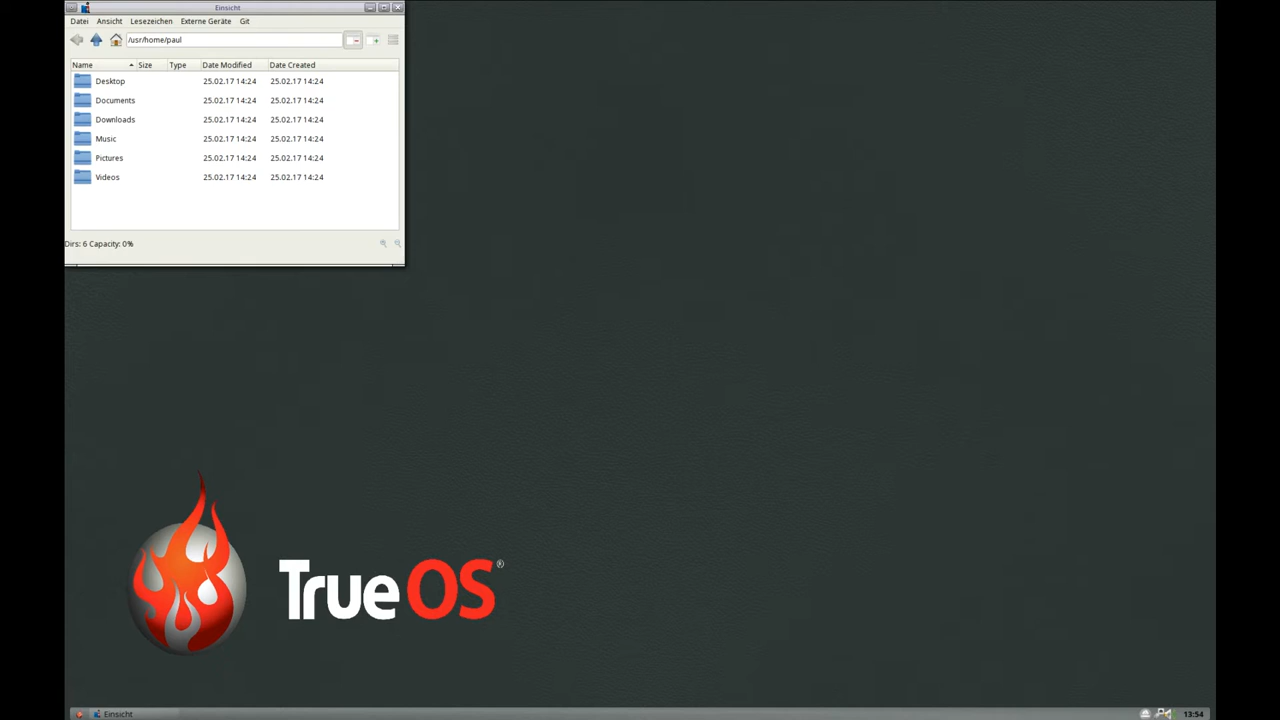 Einsicht
Datei Ansicht Lesezeichen Externe Geräte Git
/usr/home/paul
Name Size Type Date Modified Date Created
Desktop 25.02.17 14:24 25.02.17 14:24
Documents 25.02.17 14:24 25.02.17 14:24
Downloads 25.02.17 14:24 25.02.17 14:24
Music 25.02.17 14:24 25.02.17 14:24
Pictures 25.02.17 14:24 25.02.17 14:24
Videos 25.02.17 14:24 25.02.17 14:24
Dirs: 6 Capacity: 0%
TrueOS®
Einsicht 13:54